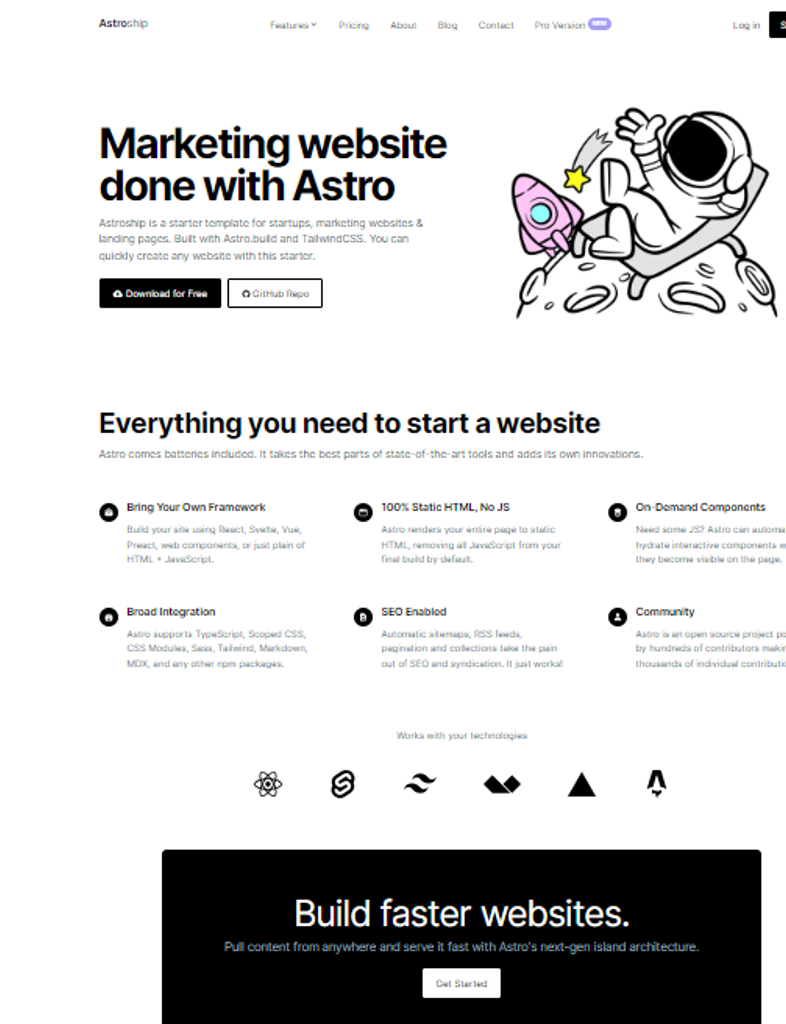 Astroship
Features
Pricing
About
Blog
Contact
Pro Version
NEW
Log in
S
Marketing website
done with Astro
Astroship is a starter template for startups, marketing websites &
landing pages. Built with Astro.build and TailwindCSS. You can
quickly create any website with this starter.
Download for Free
GitHub Repo
Everything you need to start a website
Astro comes batteries included. It takes the best parts of state-of-the-art tools and adds its own innovations.
Bring Your Own Framework
Build your site using React, Svelte, Vue,
Preact, web components, or just plain of
HTML + JavaScript.
100% Static HTML, No JS
Astro renders your entire page to static
HTML, removing all JavaScript from your
final build by default.
On-Demand Components
Need some JS? Astro can automa
hydrate interactive components w
they become visible on the page.
Broad Integration
Astro supports TypeScript, Scoped CSS,
CSS Modules, Sass, Tailwind, Markdown,
MDX, and any other npm packages.
SEO Enabled
Automatic sitemaps, RSS feeds,
pagination and collections take the pain
out of SEO and syndication. It just works!
Community
Astro is an open source project po
by hundreds of contributors makin
thousands of individual contributio
Works with your technologies
Build faster websites.
Pull content from anywhere and serve it fast with Astro's next-gen island architecture.
Get Started